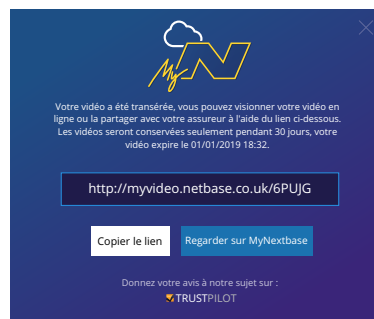 My N
Votre vidéo a été transérée, vous pouvez visionner votre vidéo en
ligne ou la partager avec votre assureur à l'aide du lien ci-dessous.
Les vidéos seront conservées seulement pendant 30 jours, votre
vidéo expire le 01/01/2019 18:32.
http://myvideo.netbase.co.uk/6PUJG
Copier le lien
Regarder sur MyNextbase
Donnez votre avis à notre sujet sur :
TRUSTPILOT